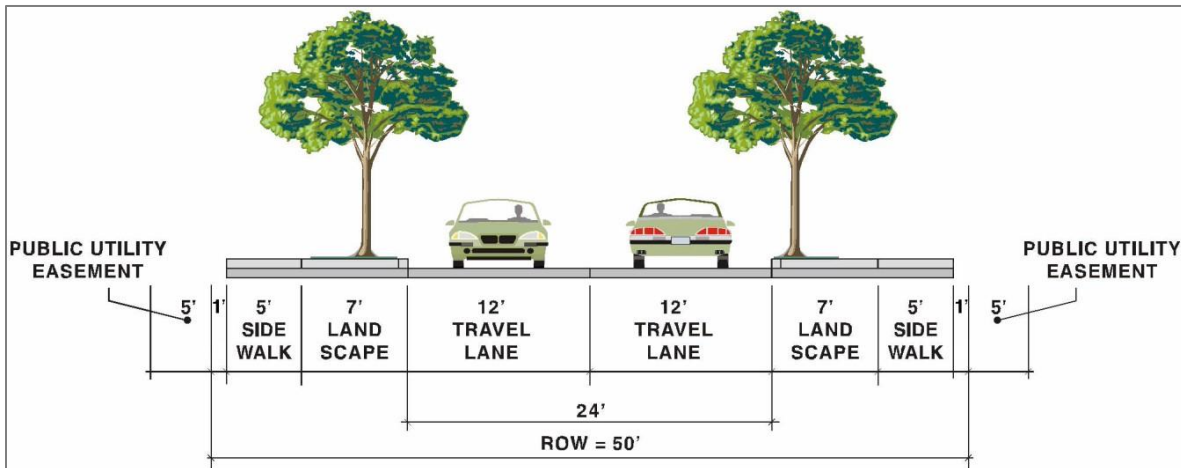 PUBLIC UTILITY
EASEMENT
PUBLIC UTILITY
EASEMENT
5' 1' 5' 7' 12' 12' 7' 5' 1' 5'
SIDE LAND TRAVEL TRAVEL LAND SIDE
WALK SCAPE LANE LANE SCAPE WALK
24'
ROW = 50'